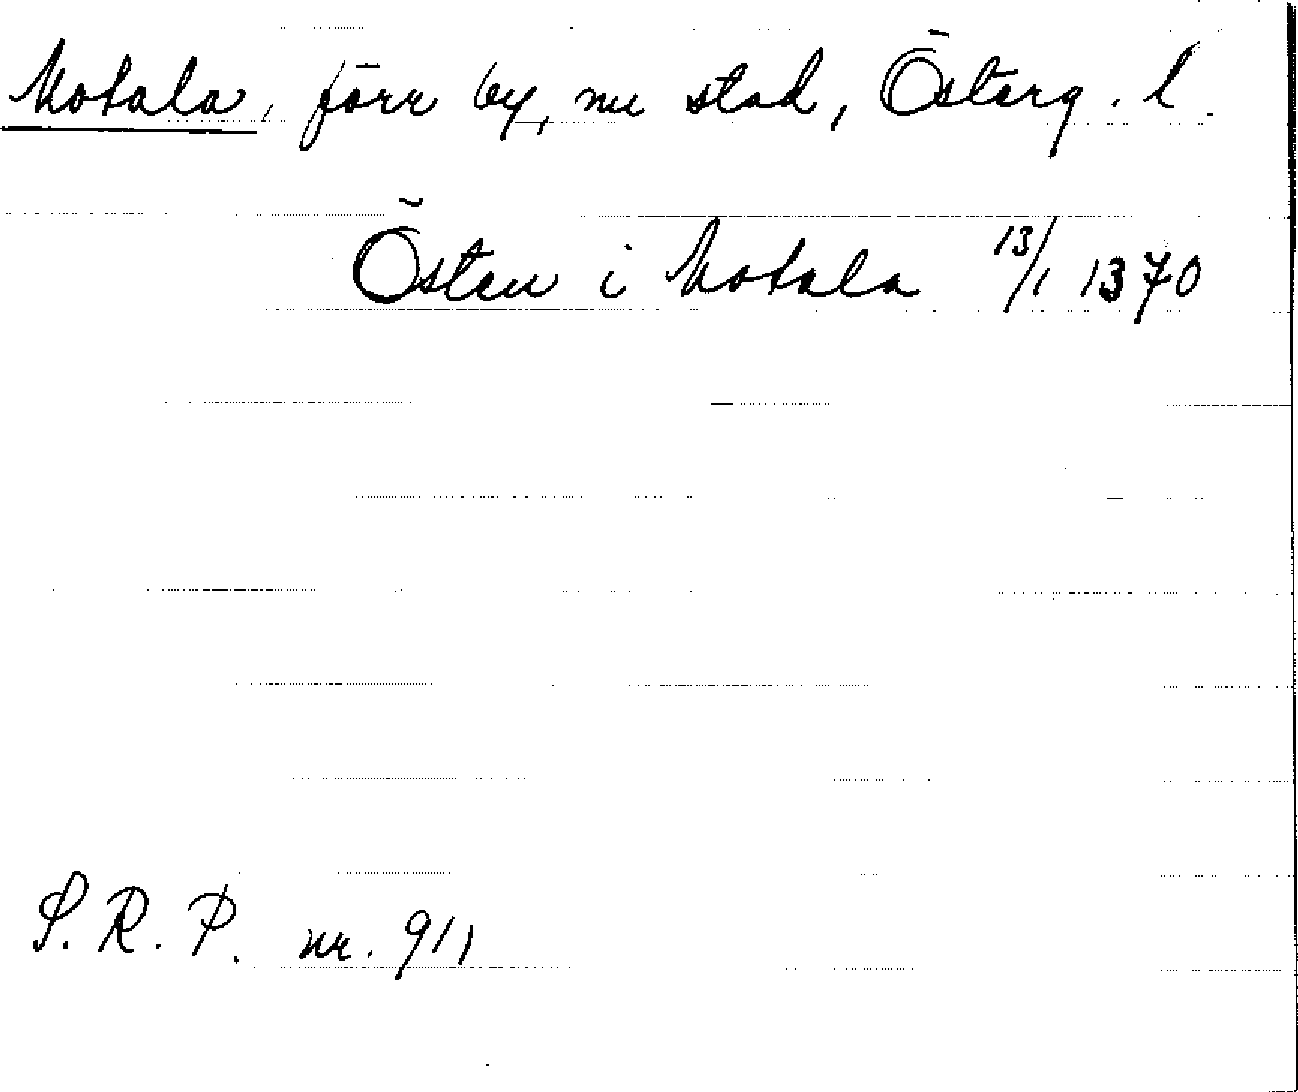 Motala, förr by, nu stad, Österg. l.
Östen i Motala 13/1 1370
S. R. P. nr. 911